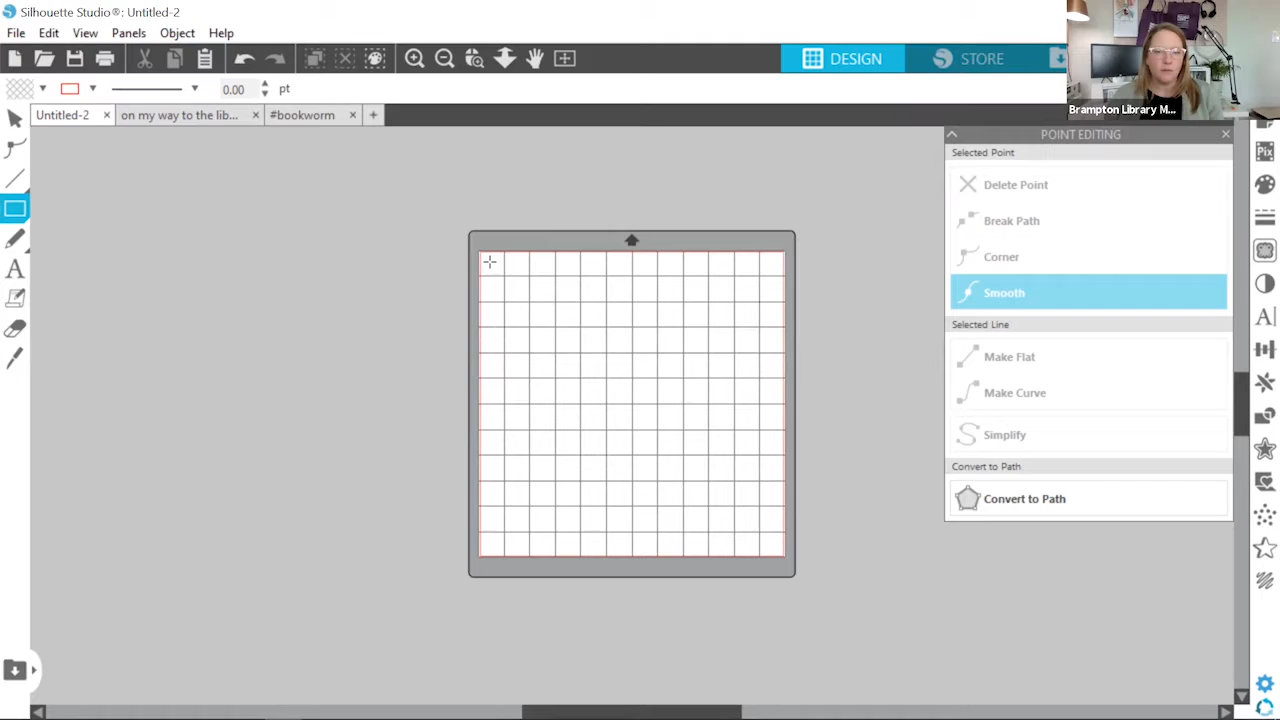 Silhouette Studio®: Untitled-2
File Edit View Panels Object Help
DESIGN STORE
0.00 pt
Brampton Library M...
Untitled-2 × on my way to the lib... × #bookworm × +
POINT EDITING ×
Selected Point
Delete Point
Break Path
Corner
Smooth
Selected Line
Make Flat
Make Curve
Simplify
Convert to Path
Convert to Path
Pix
A
A